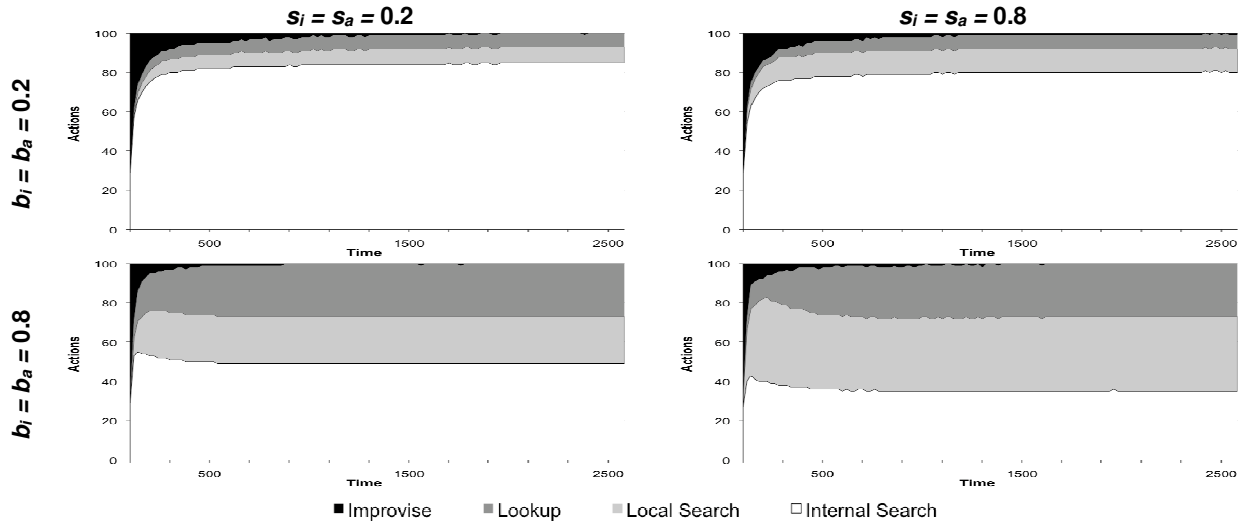 sᵢ = sₐ = 0.2
sᵢ = sₐ = 0.8
bᵢ = bₐ = 0.2
100
80
60
40
20
0
Actions
500
1500
2500
Time
100
80
60
40
20
0
Actions
500
1500
2500
Time
bᵢ = bₐ = 0.8
100
80
60
40
20
0
Actions
500
1500
2500
Time
100
80
60
40
20
0
Actions
500
1500
2500
Time
Improvise Lookup Local Search Internal Search